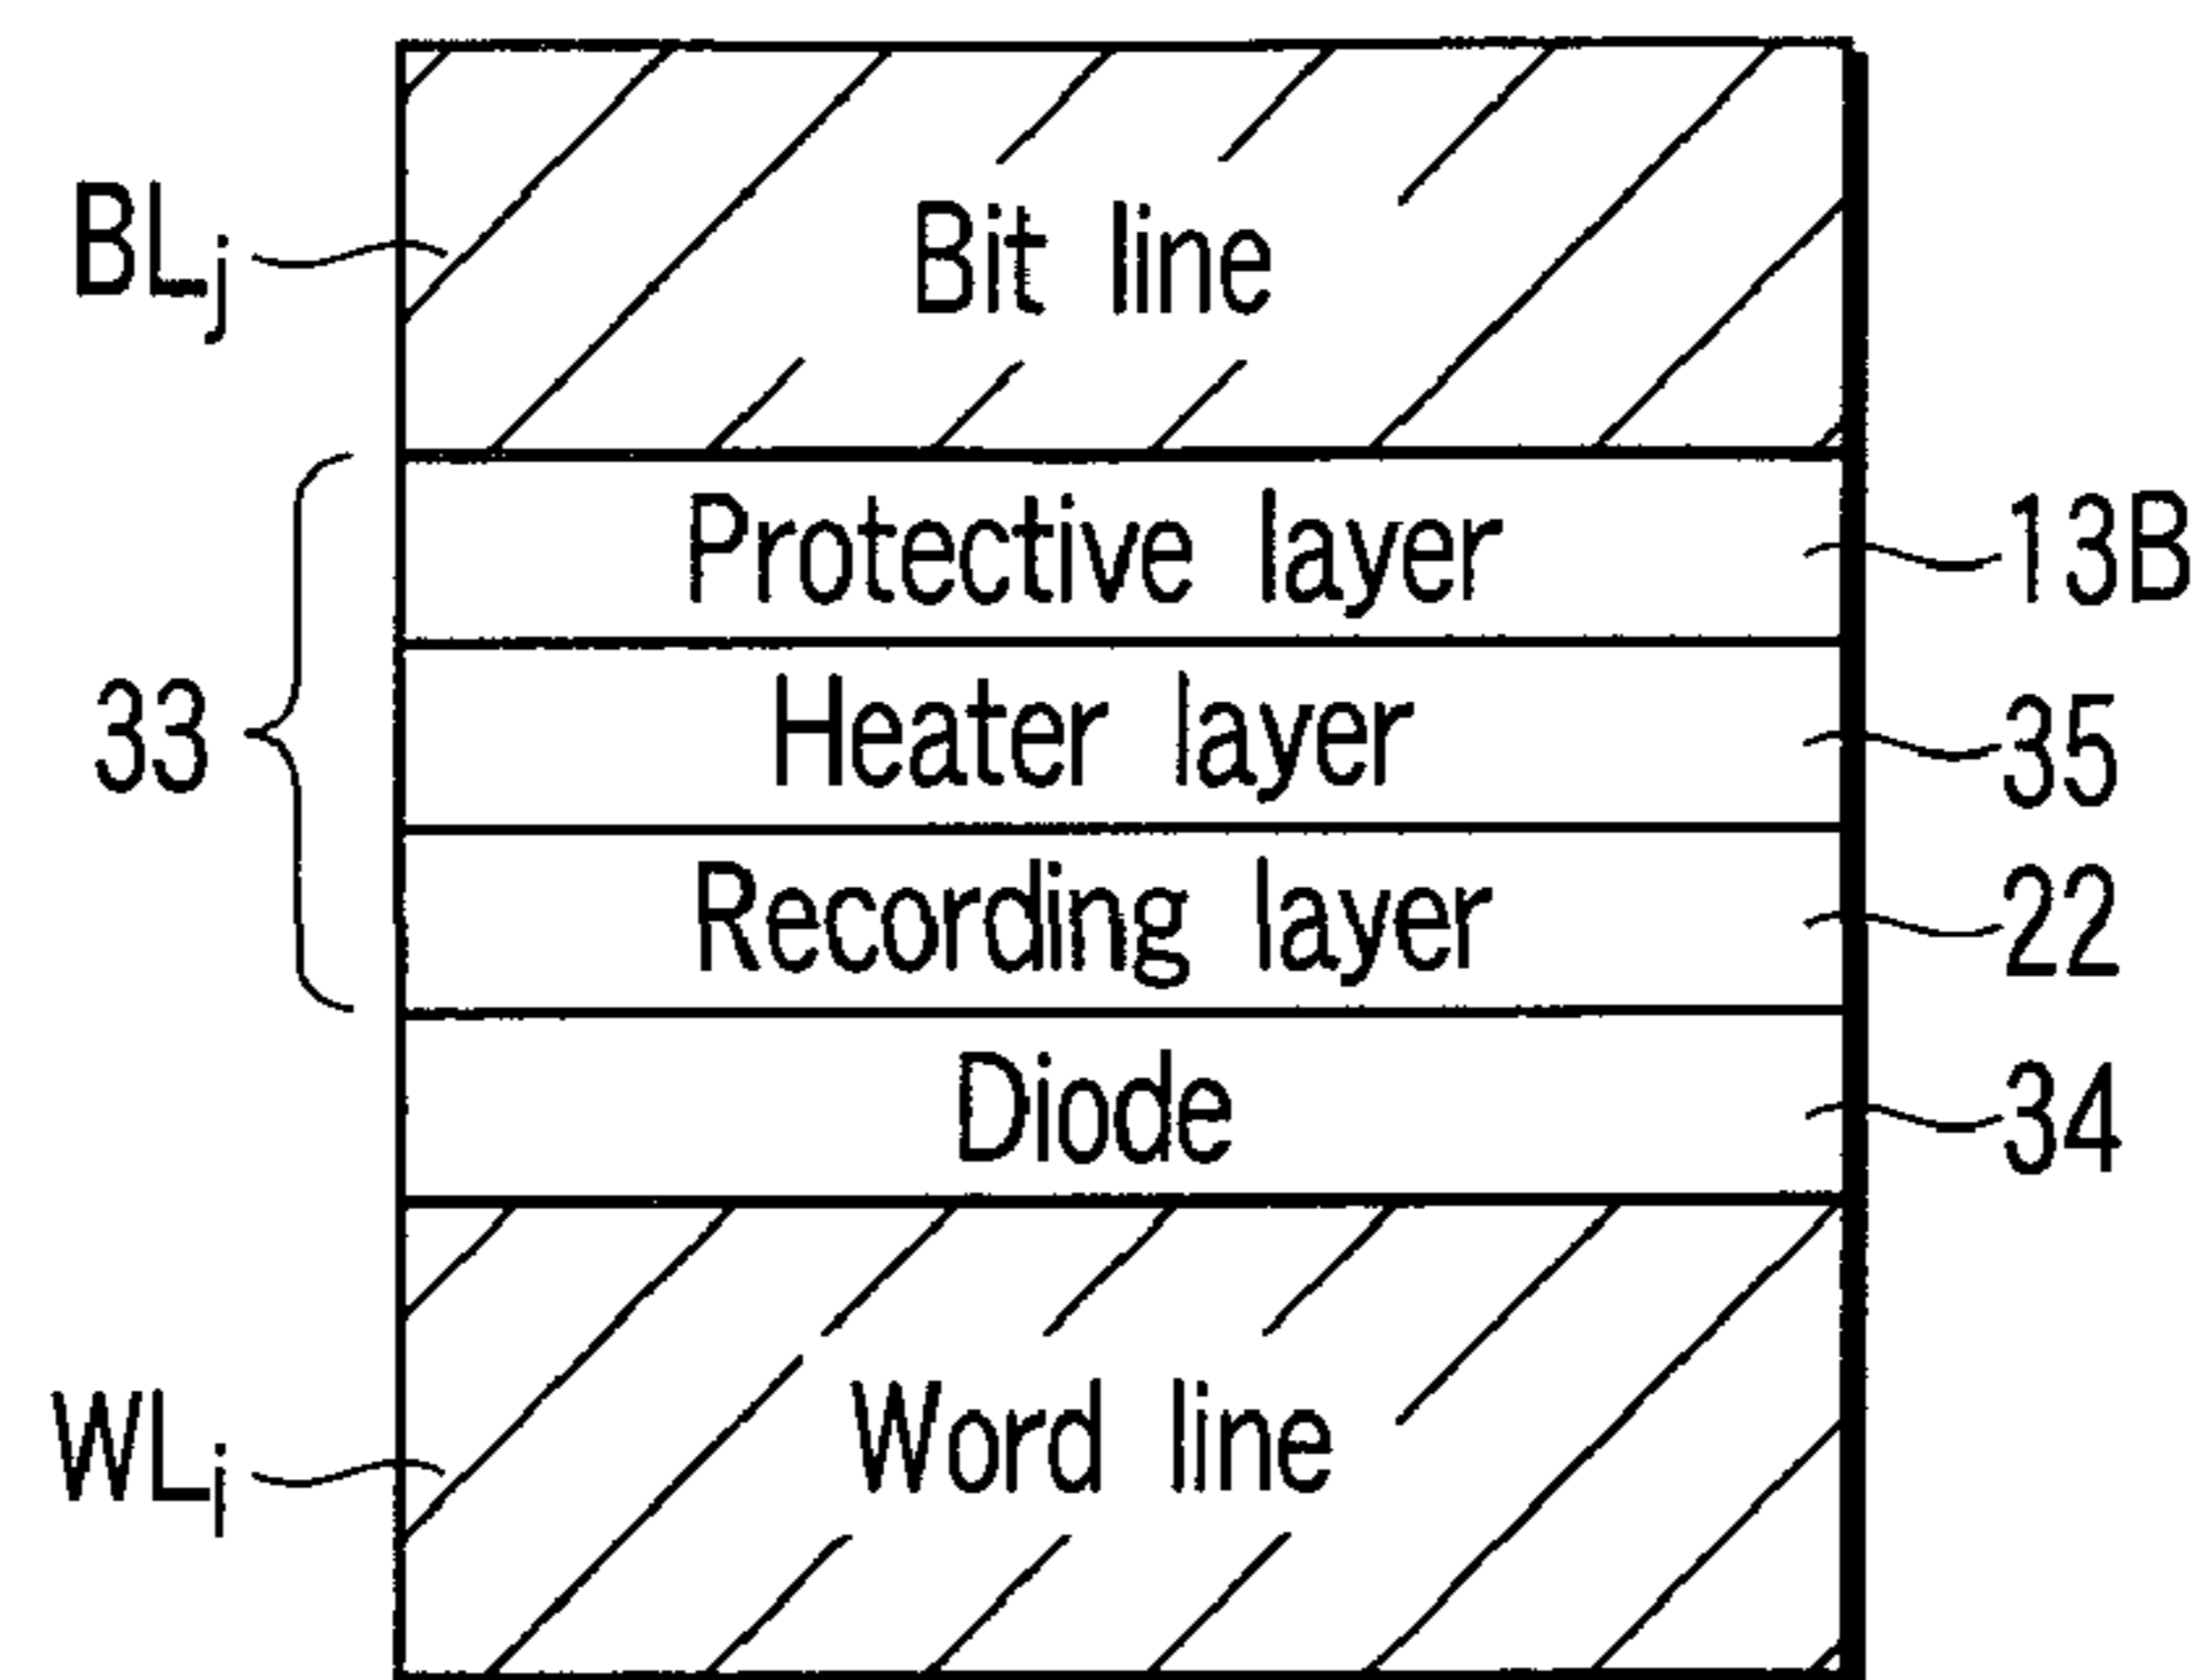 BLj
Bit line
Protective layer
13B
33
Heater layer
35
Recording layer
22
Diode
34
WLi
Word line